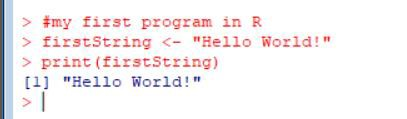 > #my first program in R
> firstString <- "Hello World!"
> print(firstString)
[1] "Hello World!"
>